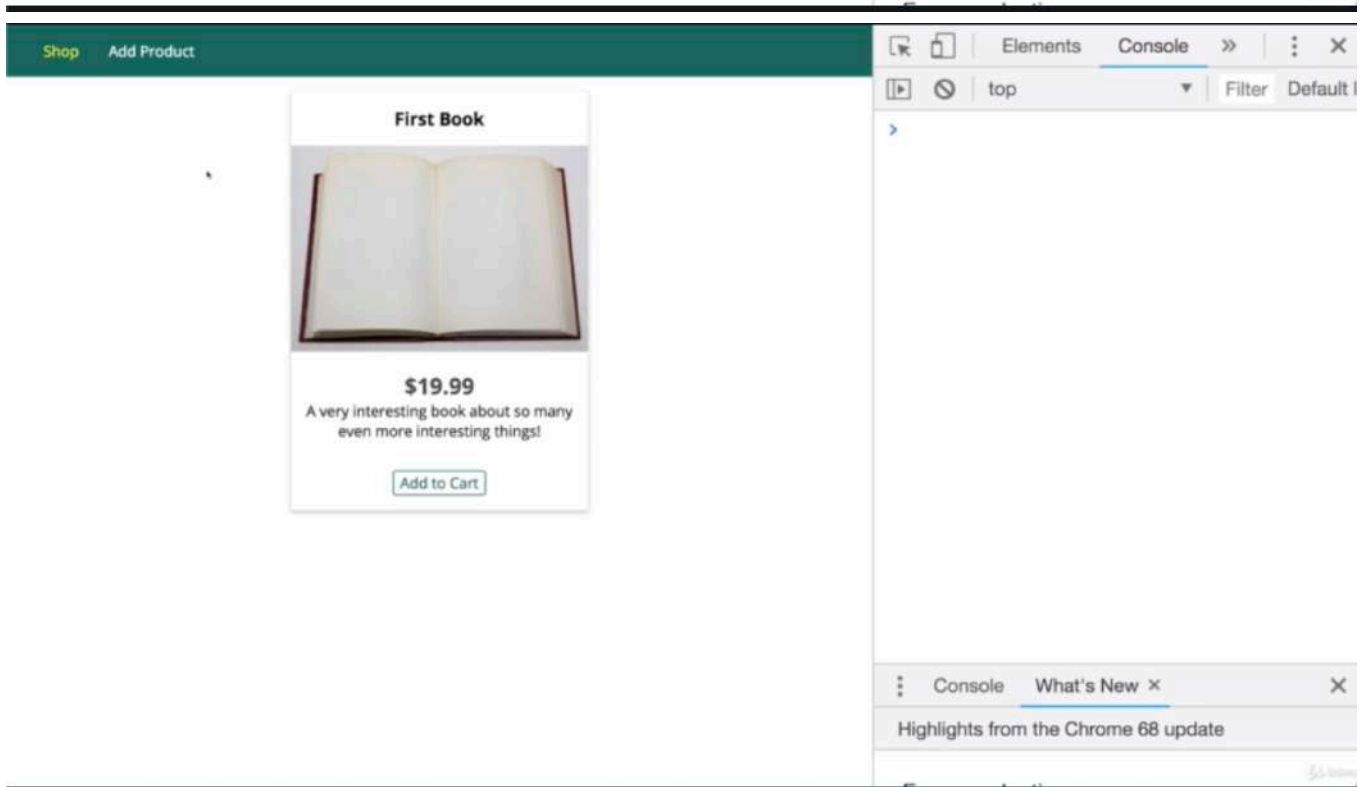 Shop Add Product
First Book
$19.99
A very interesting book about so many
even more interesting things!
Add to Cart
Elements Console »
top Filter Default
Console What's New ×
Highlights from the Chrome 68 update